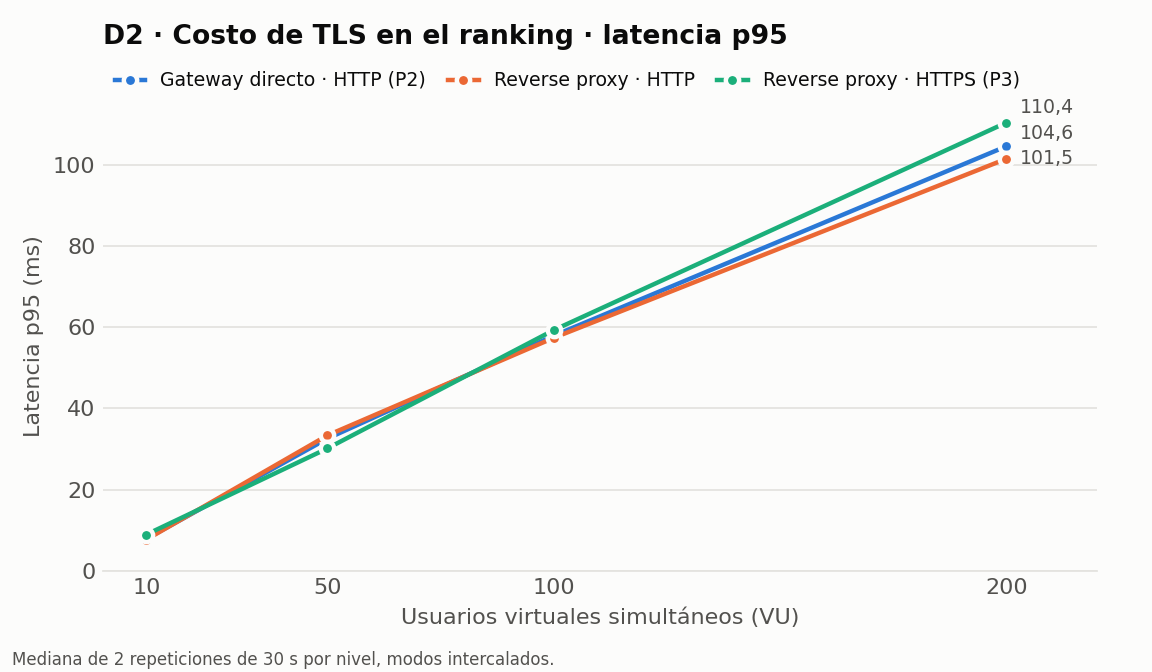 D2 · Costo de TLS en el ranking · latencia p95
Gateway directo · HTTP (P2)
Reverse proxy · HTTP
Reverse proxy · HTTPS (P3)
110,4
104,6
101,5
100
80
60
40
20
0
Latencia p95 (ms)
10
50
100
200
Usuarios virtuales simultáneos (VU)
Mediana de 2 repeticiones de 30 s por nivel, modos intercalados.